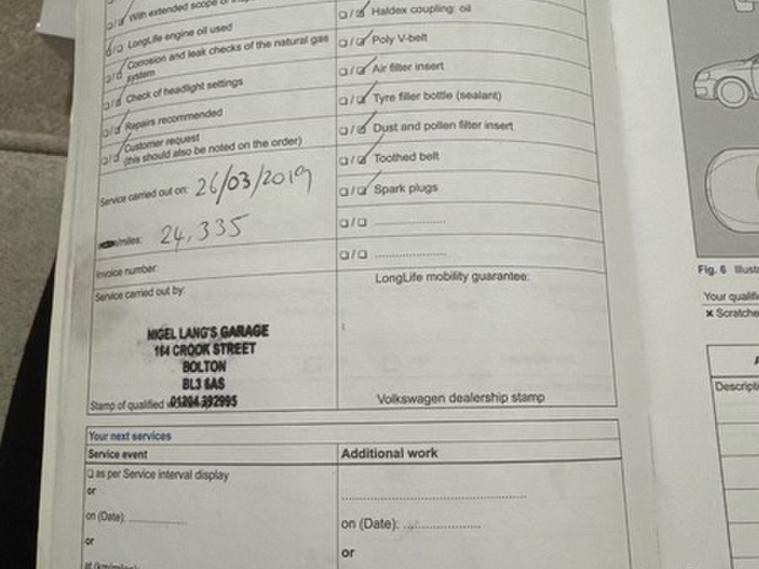 ❏/❏ With extended scope of
❏/❏ LongLife engine oil used
❏/❏ Corrosion and leak checks of the natural gas
system
❏/❏ Check of headlight settings
❏/❏ Repairs recommended
❏/❏ Customer request
(this should also be noted on the order)
Service carried out on: 26/03/2019
/miles: 24,335
Invoice number:
Service carried out by:
NIGEL LANG'S GARAGE
164 CROOK STREET
BOLTON
BL3 6AS
01204 392995
Stamp of qualified
❏/❏ Haldex coupling: oil
❏/❏ Poly V-belt
❏/❏ Air filter insert
❏/❏ Tyre filler bottle (sealant)
❏/❏ Dust and pollen filter insert
❏/❏ Toothed belt
❏/❏ Spark plugs
❏/❏ ....................
❏/❏ ....................
LongLife mobility guarantee:
Volkswagen dealership stamp
Your next services
Service event
❏ as per Service interval display
or
on (Date): ................
or
at (km/miles)
Additional work
..................................................
on (Date): .....................
or
Fig. 6 Illust
Your qualifi
✖ Scratche
A
Descripti